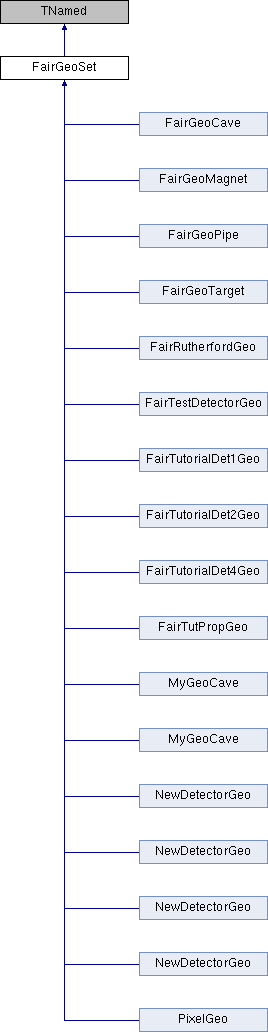 TNamed
FairGeoSet
FairGeoCave
FairGeoMagnet
FairGeoPipe
FairGeoTarget
FairRutherfordGeo
FairTestDetectorGeo
FairTutorialDet1Geo
FairTutorialDet2Geo
FairTutorialDet4Geo
FairTutPropGeo
MyGeoCave
MyGeoCave
NewDetectorGeo
NewDetectorGeo
NewDetectorGeo
NewDetectorGeo
PixelGeo